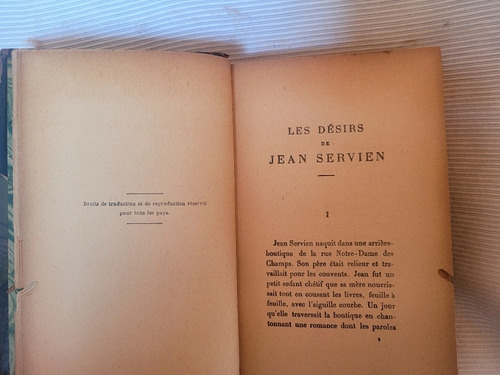 Droits de traduction et de reproduction réservés
pour tous les pays.
LES DÉSIRS
DE
JEAN SERVIEN
I
Jean Servien naquit dans une arrière-
boutique de la rue Notre-Dame des
Champs. Son père était relieur et tra-
vaillait pour les couvents. Jean fut un
petit enfant chétif que sa mère nourris-
sait tout en cousant les livres, feuille à
feuille, avec l'aiguille courbe. Un jour
qu'elle traversait la boutique en chan-
tonnant une romance dont les paroles